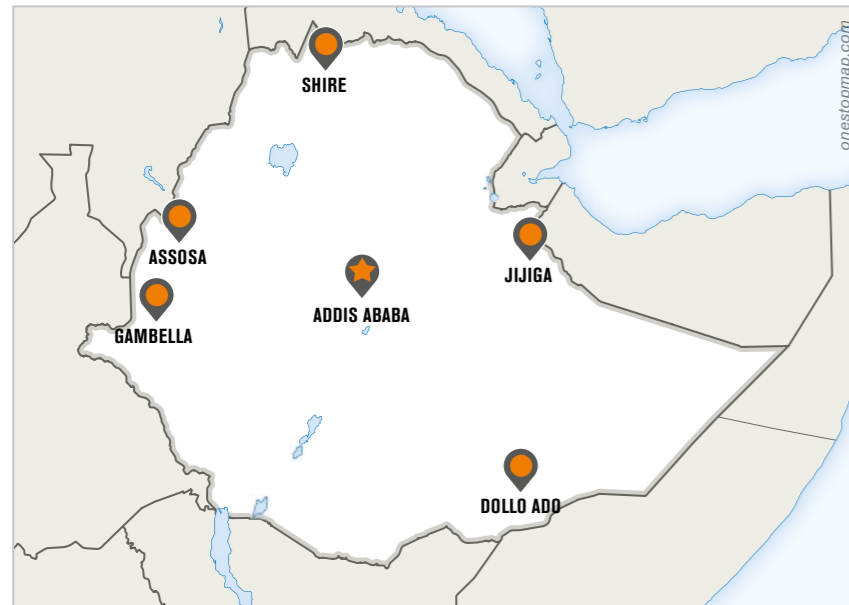 SHIRE
ASSOSA
JIJIGA
ADDIS ABABA
GAMBELLA
DOLLO ADO
onestopmap.com